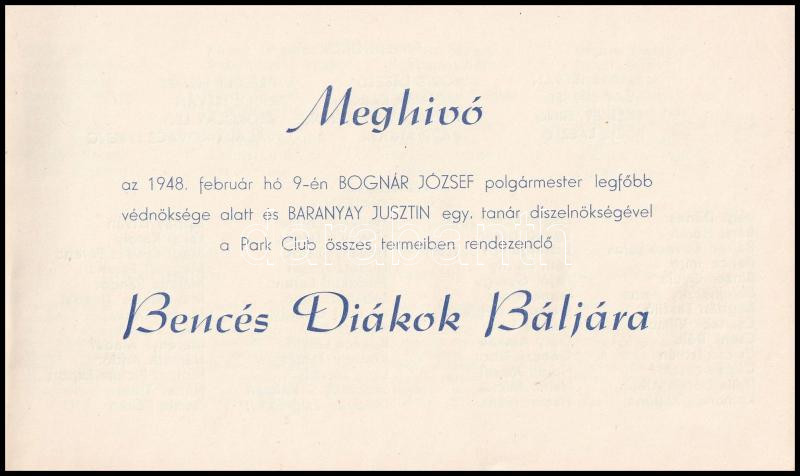 Meghivó
az 1948. február hó 9-én BOGNÁR JÓZSEF polgármester legfőbb
védnöksége alatt és BARANYAY JUSZTIN egy. tanár díszelnökségével
a Park Club összes termeiben rendezendő
Bencés Diákok Báljára